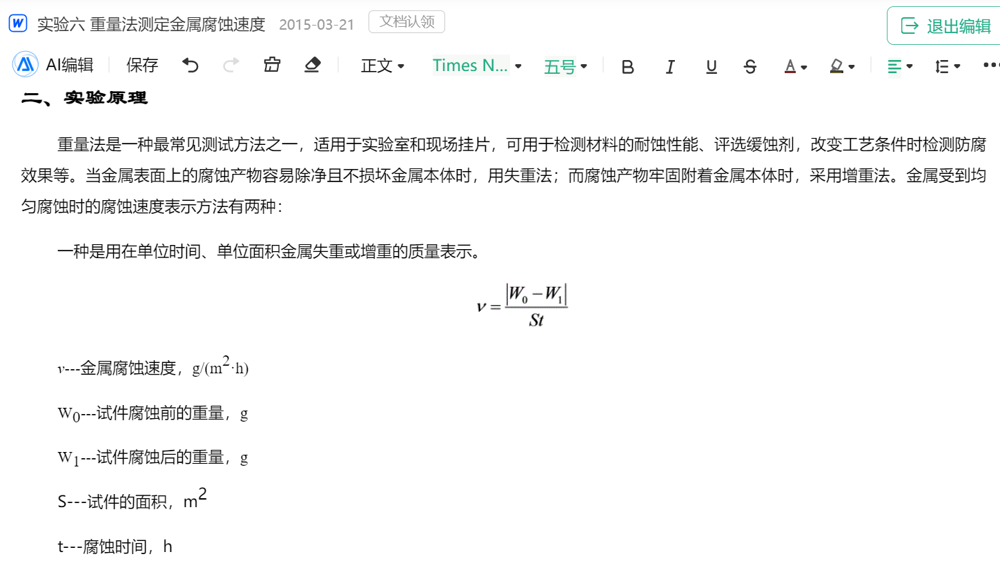 W 实验六 重量法测定金属腐蚀速度 2015-03-21 文档认领 退出编辑
AI编辑 保存 正文 Times N... 五号 B I U S A
二、实验原理
重量法是一种最常见测试方法之一，适用于实验室和现场挂片，可用于检测材料的耐蚀性能、评选缓蚀剂，改变工艺条件时检测防腐
效果等。当金属表面上的腐蚀产物容易除净且不损坏金属本体时，用失重法；而腐蚀产物牢固附着金属本体时，采用增重法。金属受到均
匀腐蚀时的腐蚀速度表示方法有两种：
一种是用在单位时间、单位面积金属失重或增重的质量表示。
ν = |W₀ − W₁| / St
ν---金属腐蚀速度，g/(m²·h)
W₀---试件腐蚀前的重量，g
W₁---试件腐蚀后的重量，g
S---试件的面积，m²
t---腐蚀时间，h